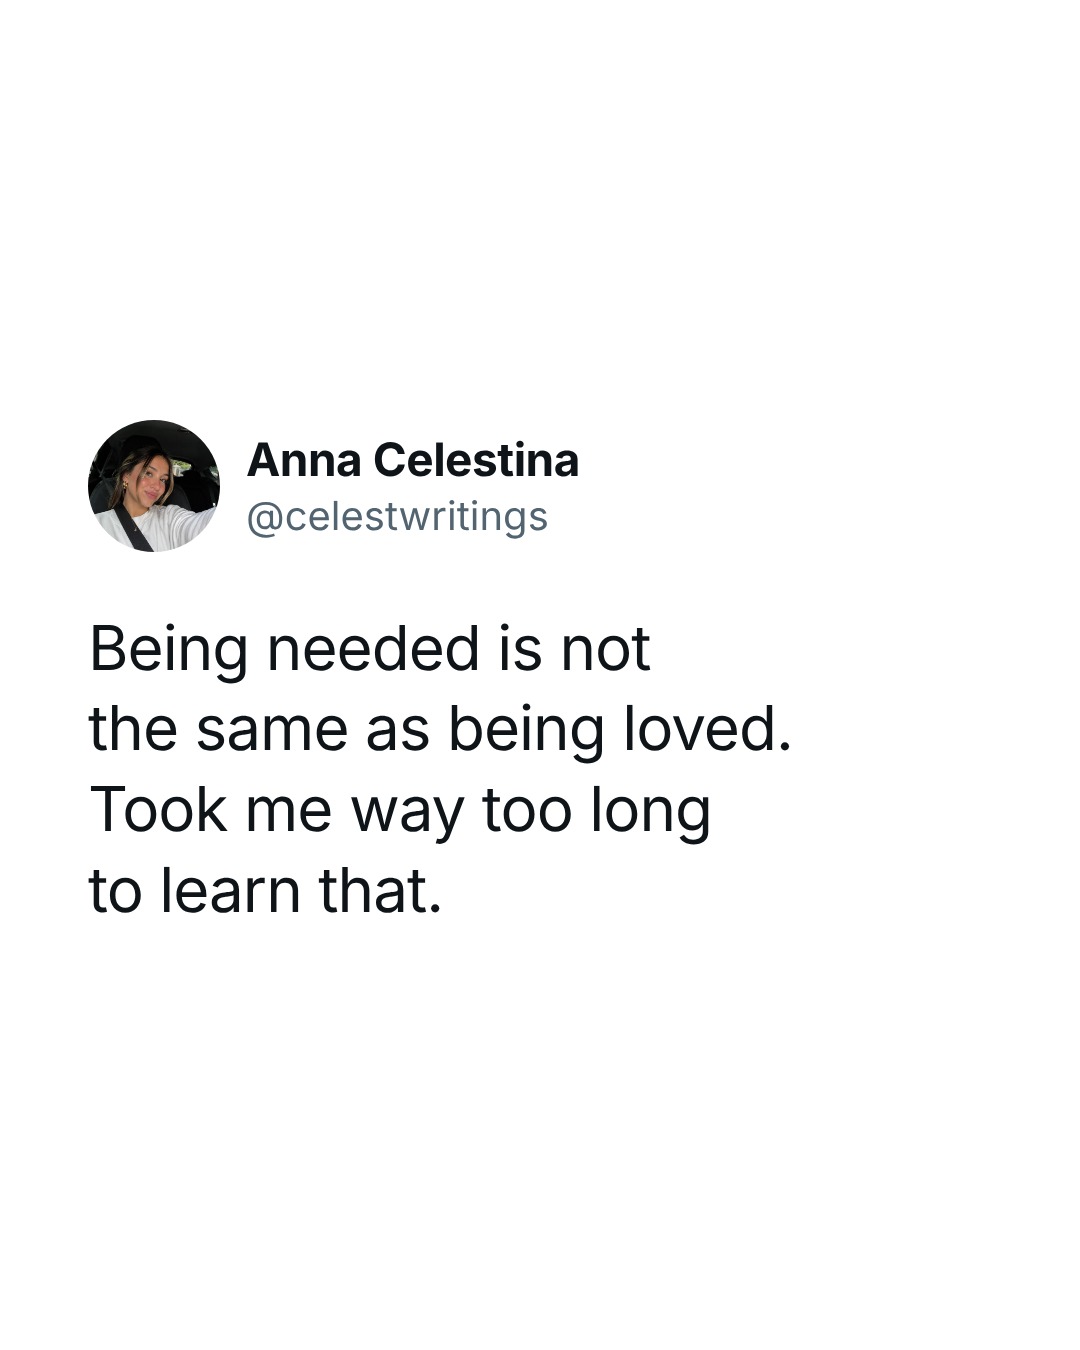 Anna Celestina
@celestwritings
Being needed is not
the same as being loved.
Took me way too long
to learn that.